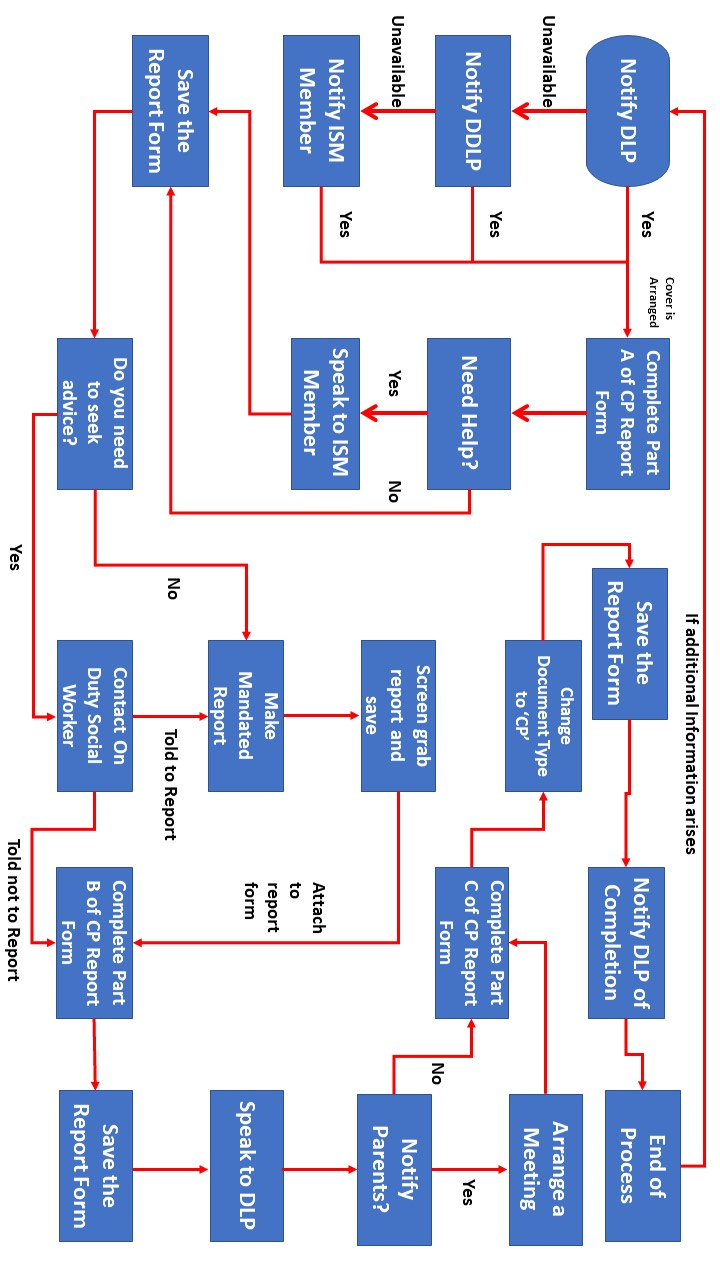 If additional Information arises
Notify DLP
Yes
Cover is
Arranged
Complete Part
A of CP Report
Form
Save the
Report Form
Notify DLP of
Completion
End of
Process
Unavailable
Notify DDLP
Yes
Need Help?
Change
Document Type
to ‘CP’
Complete Part
C of CP Report
Form
Arrange a
Meeting
Yes
No
Unavailable
Notify ISM
Member
Yes
Yes
Speak to ISM
Member
No
Screen grab
report and
save
Attach
to
report
form
Notify
Parents?
Save the
Report Form
No
Make
Mandated
Report
Told to Report
Speak to DLP
Do you need
to seek
advice?
Yes
Contact On
Duty Social
Worker
Told not to Report
Complete Part
B of CP Report
Form
Save the
Report Form